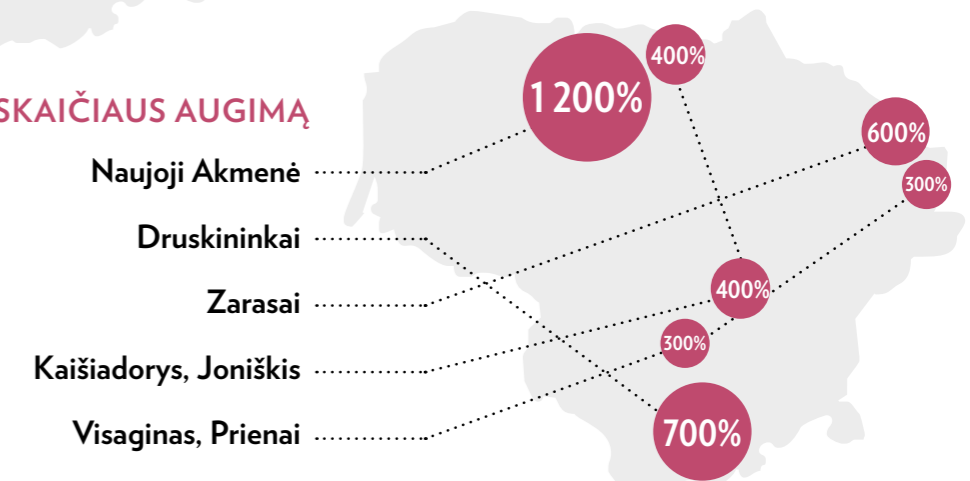 SKAIČIAUS AUGIMĄ
Naujoji Akmenė
Druskininkai
Zarasai
Kaišiadorys, Joniškis
Visaginas, Prienai
1 200%
400%
600%
300%
400%
300%
700%